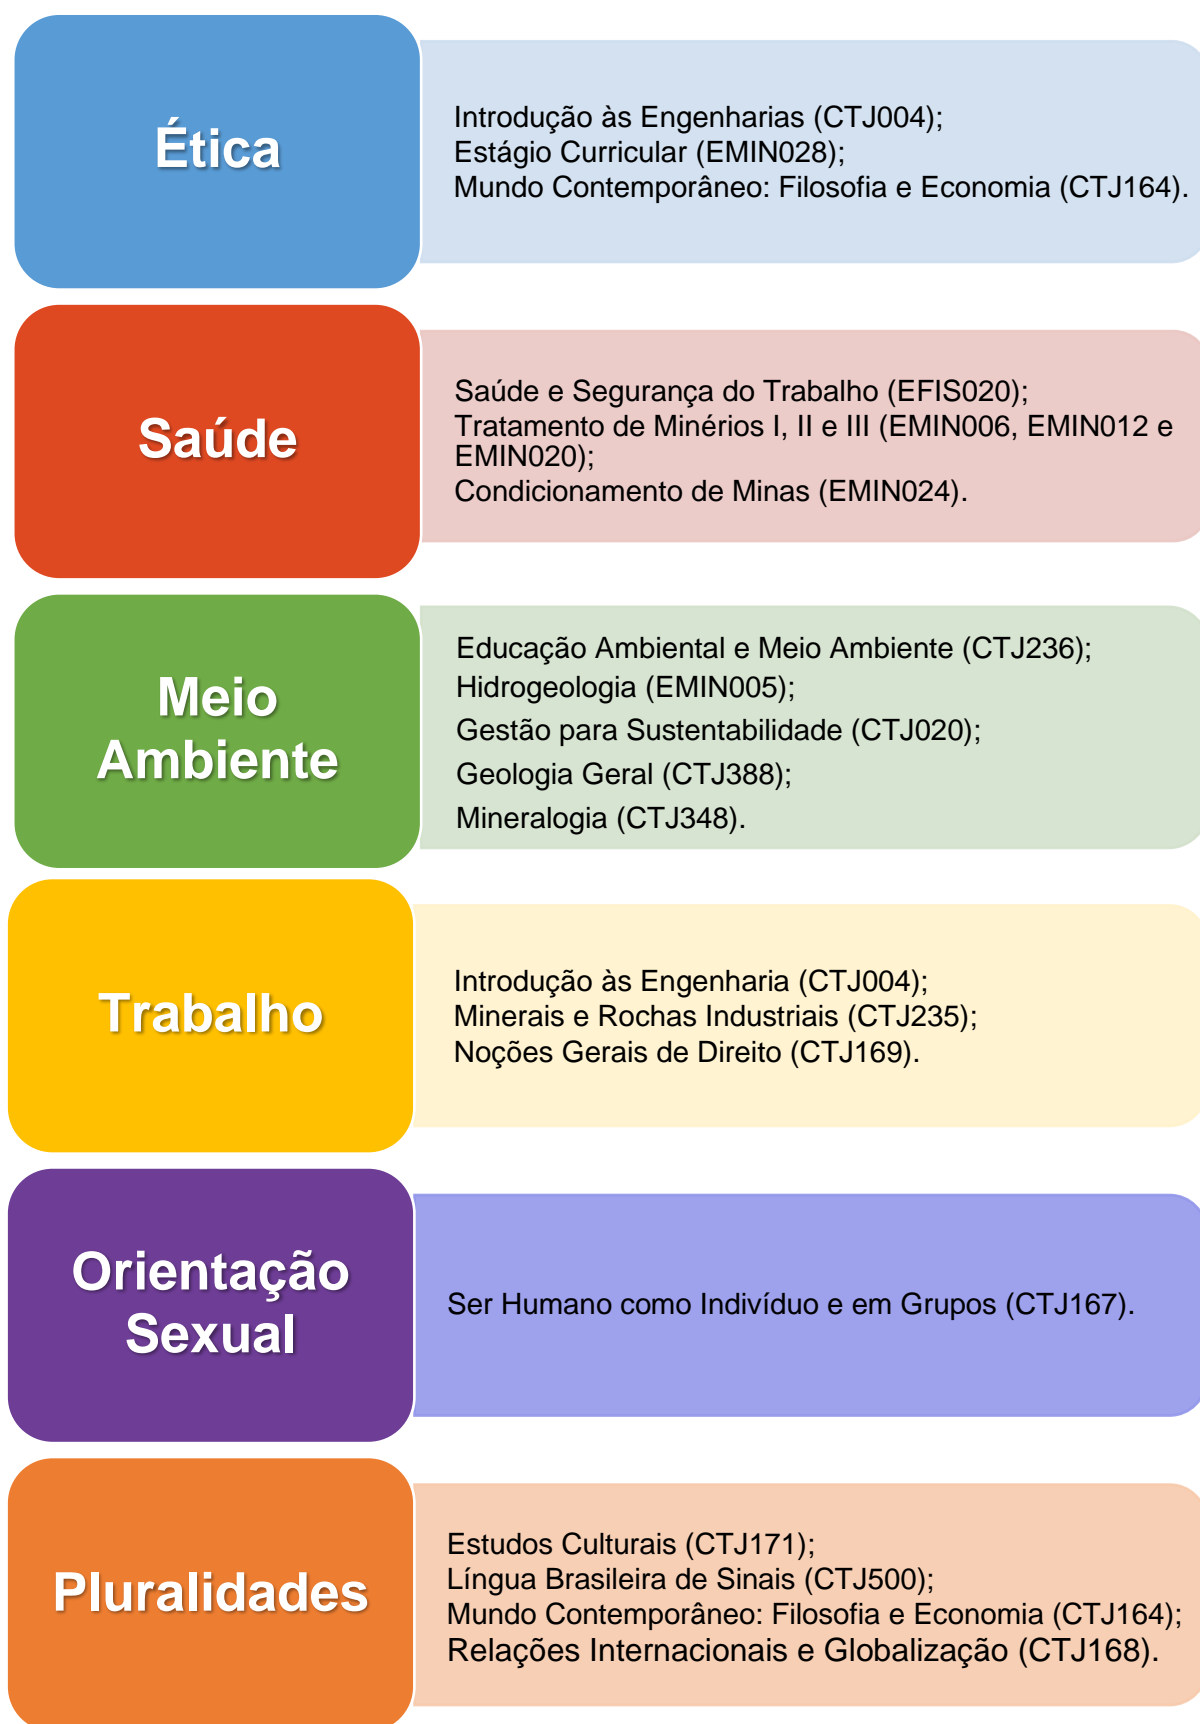 Ética
Introdução às Engenharias (CTJ004);
Estágio Curricular (EMIN028);
Mundo Contemporâneo: Filosofia e Economia (CTJ164).
Saúde
Saúde e Segurança do Trabalho (EFIS020);
Tratamento de Minérios I, II e III (EMIN006, EMIN012 e
EMIN020);
Condicionamento de Minas (EMIN024).
Meio
Ambiente
Educação Ambiental e Meio Ambiente (CTJ236);
Hidrogeologia (EMIN005);
Gestão para Sustentabilidade (CTJ020);
Geologia Geral (CTJ388);
Mineralogia (CTJ348).
Trabalho
Introdução às Engenharia (CTJ004);
Minerais e Rochas Industriais (CTJ235);
Noções Gerais de Direito (CTJ169).
Orientação
Sexual
Ser Humano como Indivíduo e em Grupos (CTJ167).
Pluralidades
Estudos Culturais (CTJ171);
Língua Brasileira de Sinais (CTJ500);
Mundo Contemporâneo: Filosofia e Economia (CTJ164);
Relações Internacionais e Globalização (CTJ168).